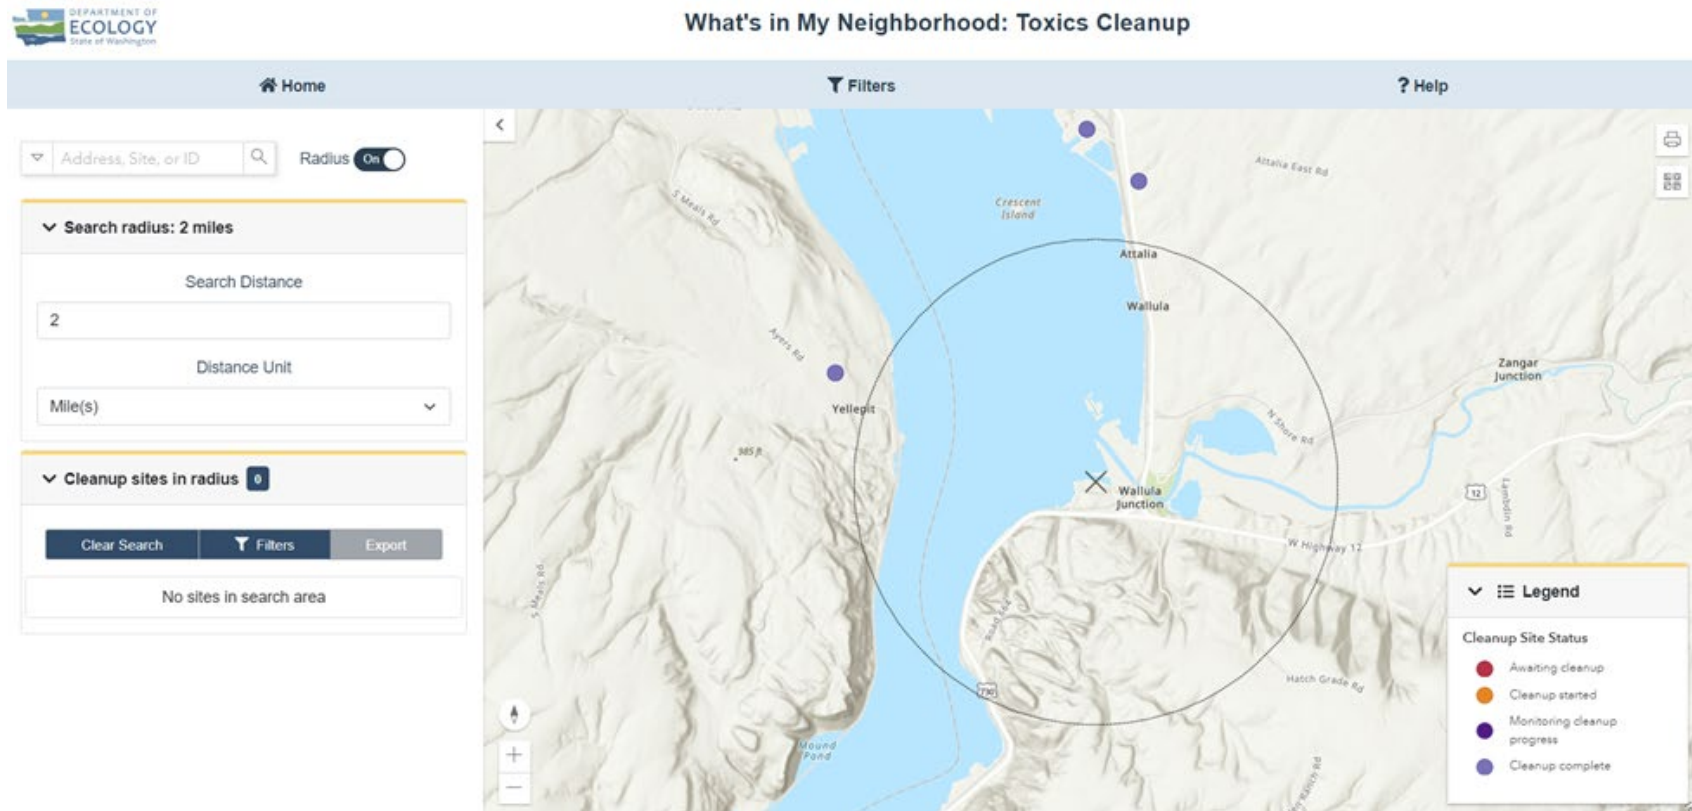 DEPARTMENT OF
ECOLOGY
State of Washington
What's in My Neighborhood: Toxics Cleanup
Home
Filters
? Help
Address, Site, or ID
Radius On
Search radius: 2 miles
Search Distance
2
Distance Unit
Mile(s)
Cleanup sites in radius 0
Clear Search
Filters
Export
No sites in search area
Attalia East Rd
S Meals Rd
Crescent
Island
Attalia
Wallula
Ayers Rd
Zangar
Junction
Yellepit
N Shore Rd
985 ft
Wallula
Junction
12
Lambdin Rd
W Highway 12
S Meals Rd
Road 664
Hatch Grade Rd
730
Mound
Pond
Legend
Cleanup Site Status
Awaiting cleanup
Cleanup started
Monitoring cleanup
progress
Cleanup complete